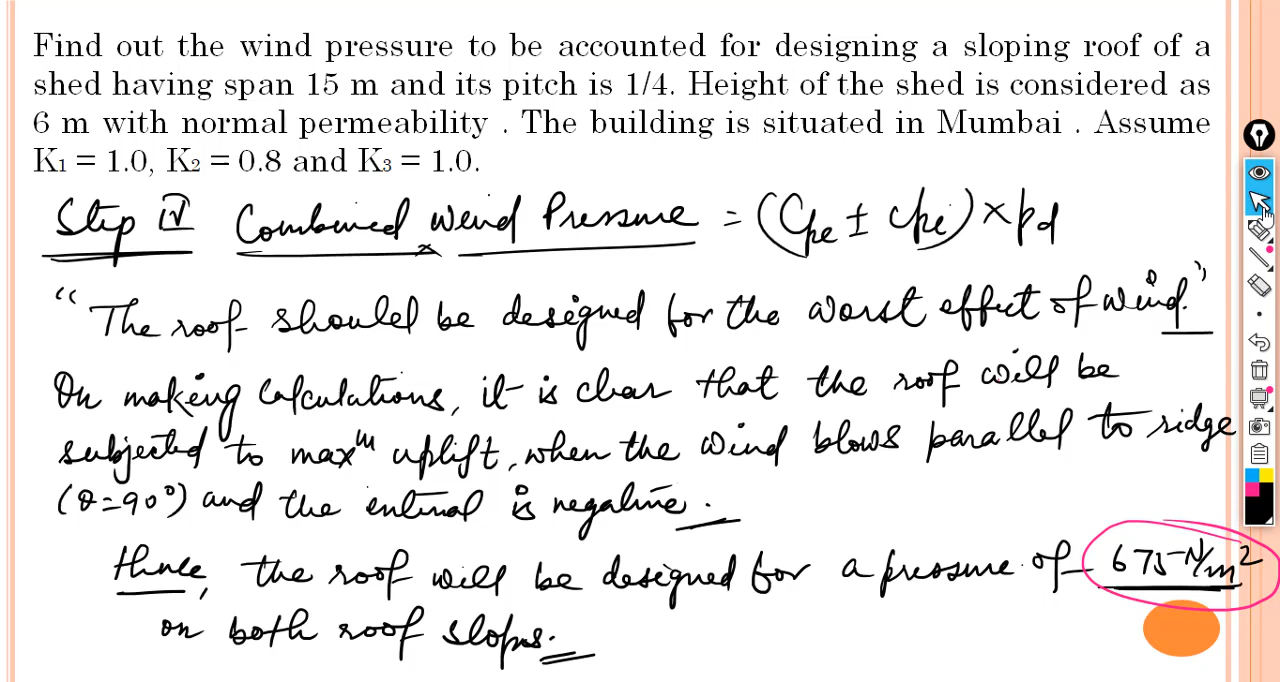 Find out the wind pressure to be accounted for designing a sloping roof of a
shed having span 15 m and its pitch is 1/4. Height of the shed is considered as
6 m with normal permeability . The building is situated in Mumbai . Assume
K1 = 1.0, K2 = 0.8 and K3 = 1.0.
Step IV Combined Wind Pressure = (Cpe ± Cpi) × pd
"The roof should be designed for the worst effect of wind."
On making Calculations, it is clear that the roof will be
subjected to maxm uplift, when the wind blows parallel to ridge
(θ=90°) and the internal is negative.
Hence, the roof will be designed for a pressure of 675 N/m2
on both roof slopes.